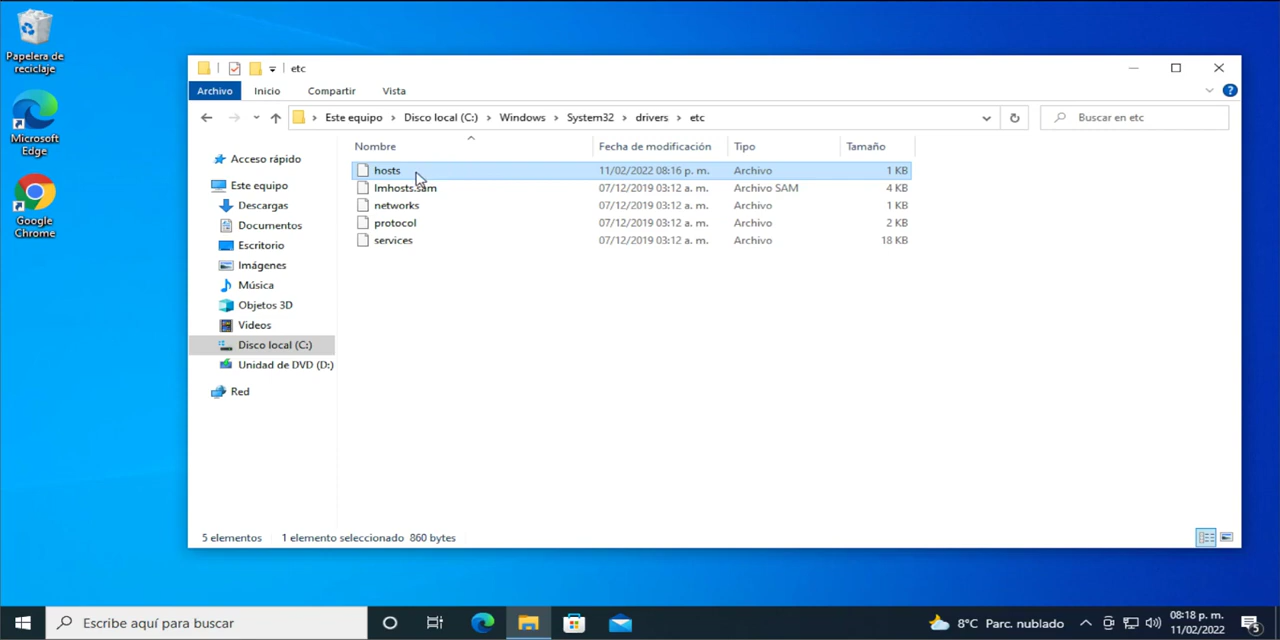 Papelera de
reciclaje
Microsoft
Edge
Google
Chrome
etc
Archivo Inicio Compartir Vista
Este equipo Disco local (C:) Windows System32 drivers etc
Buscar en etc
Nombre Fecha de modificación Tipo Tamaño
hosts 11/02/2022 08:16 p. m. Archivo 1 KB
lmhosts.sam 07/12/2019 03:12 a. m. Archivo SAM 4 KB
networks 07/12/2019 03:12 a. m. Archivo 1 KB
protocol 07/12/2019 03:12 a. m. Archivo 2 KB
services 07/12/2019 03:12 a. m. Archivo 18 KB
Acceso rápido
Este equipo
Descargas
Documentos
Escritorio
Imágenes
Música
Objetos 3D
Videos
Disco local (C:)
Unidad de DVD (D:)
Red
5 elementos 1 elemento seleccionado 860 bytes
Escribe aquí para buscar
8°C Parc. nublado
08:18 p. m.
11/02/2022
5